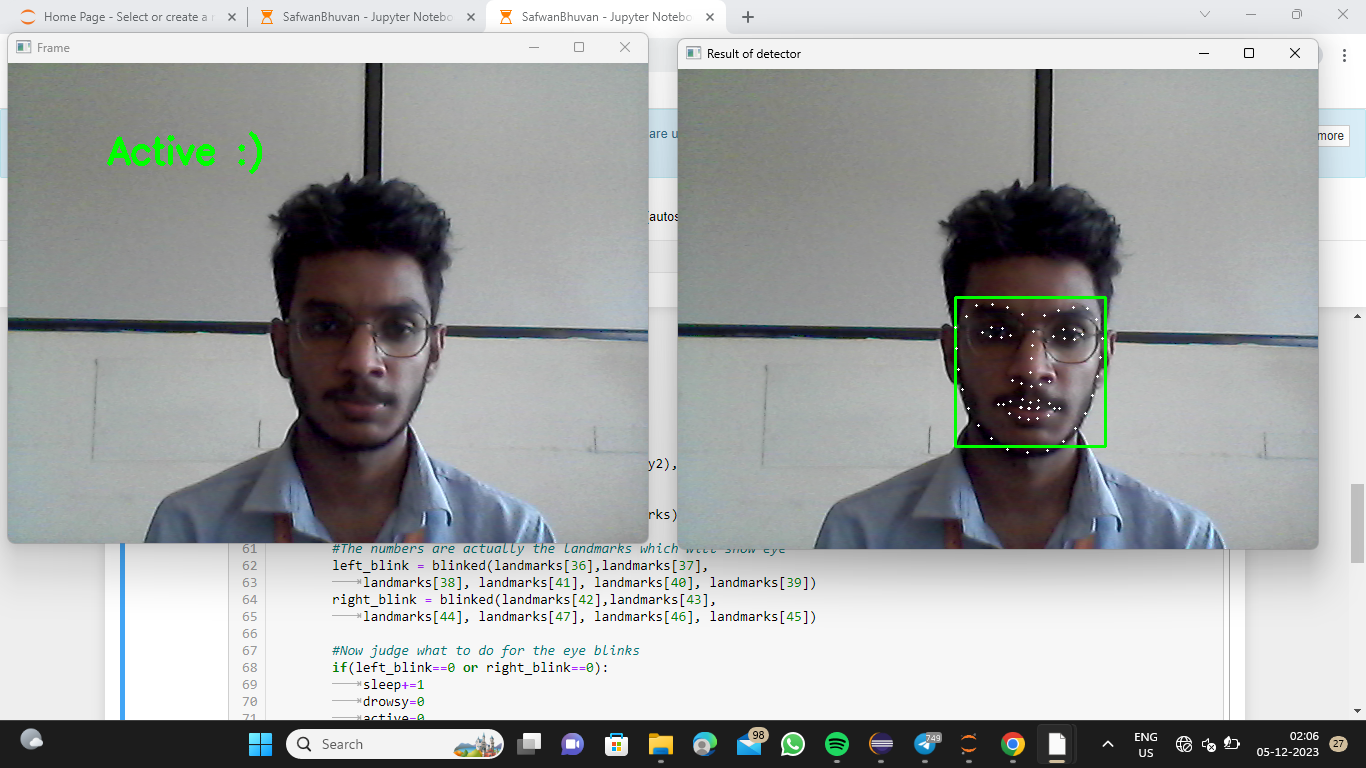 Home Page - Select or create a
SafwanBhuvan - Jupyter Notebo
SafwanBhuvan - Jupyter Notebo
Frame
Result of detector
Active :)
are u
more
(autos
y2),
rks)
61 #The numbers are actually the landmarks which will show eye
62 left_blink = blinked(landmarks[36],landmarks[37],
63 landmarks[38], landmarks[41], landmarks[40], landmarks[39])
64 right_blink = blinked(landmarks[42],landmarks[43],
65 landmarks[44], landmarks[47], landmarks[46], landmarks[45])
66
67 #Now judge what to do for the eye blinks
68 if(left_blink==0 or right_blink==0):
69 sleep+=1
70 drowsy=0
71 active=0
Search
98
749
ENG
US
02:06
05-12-2023
27